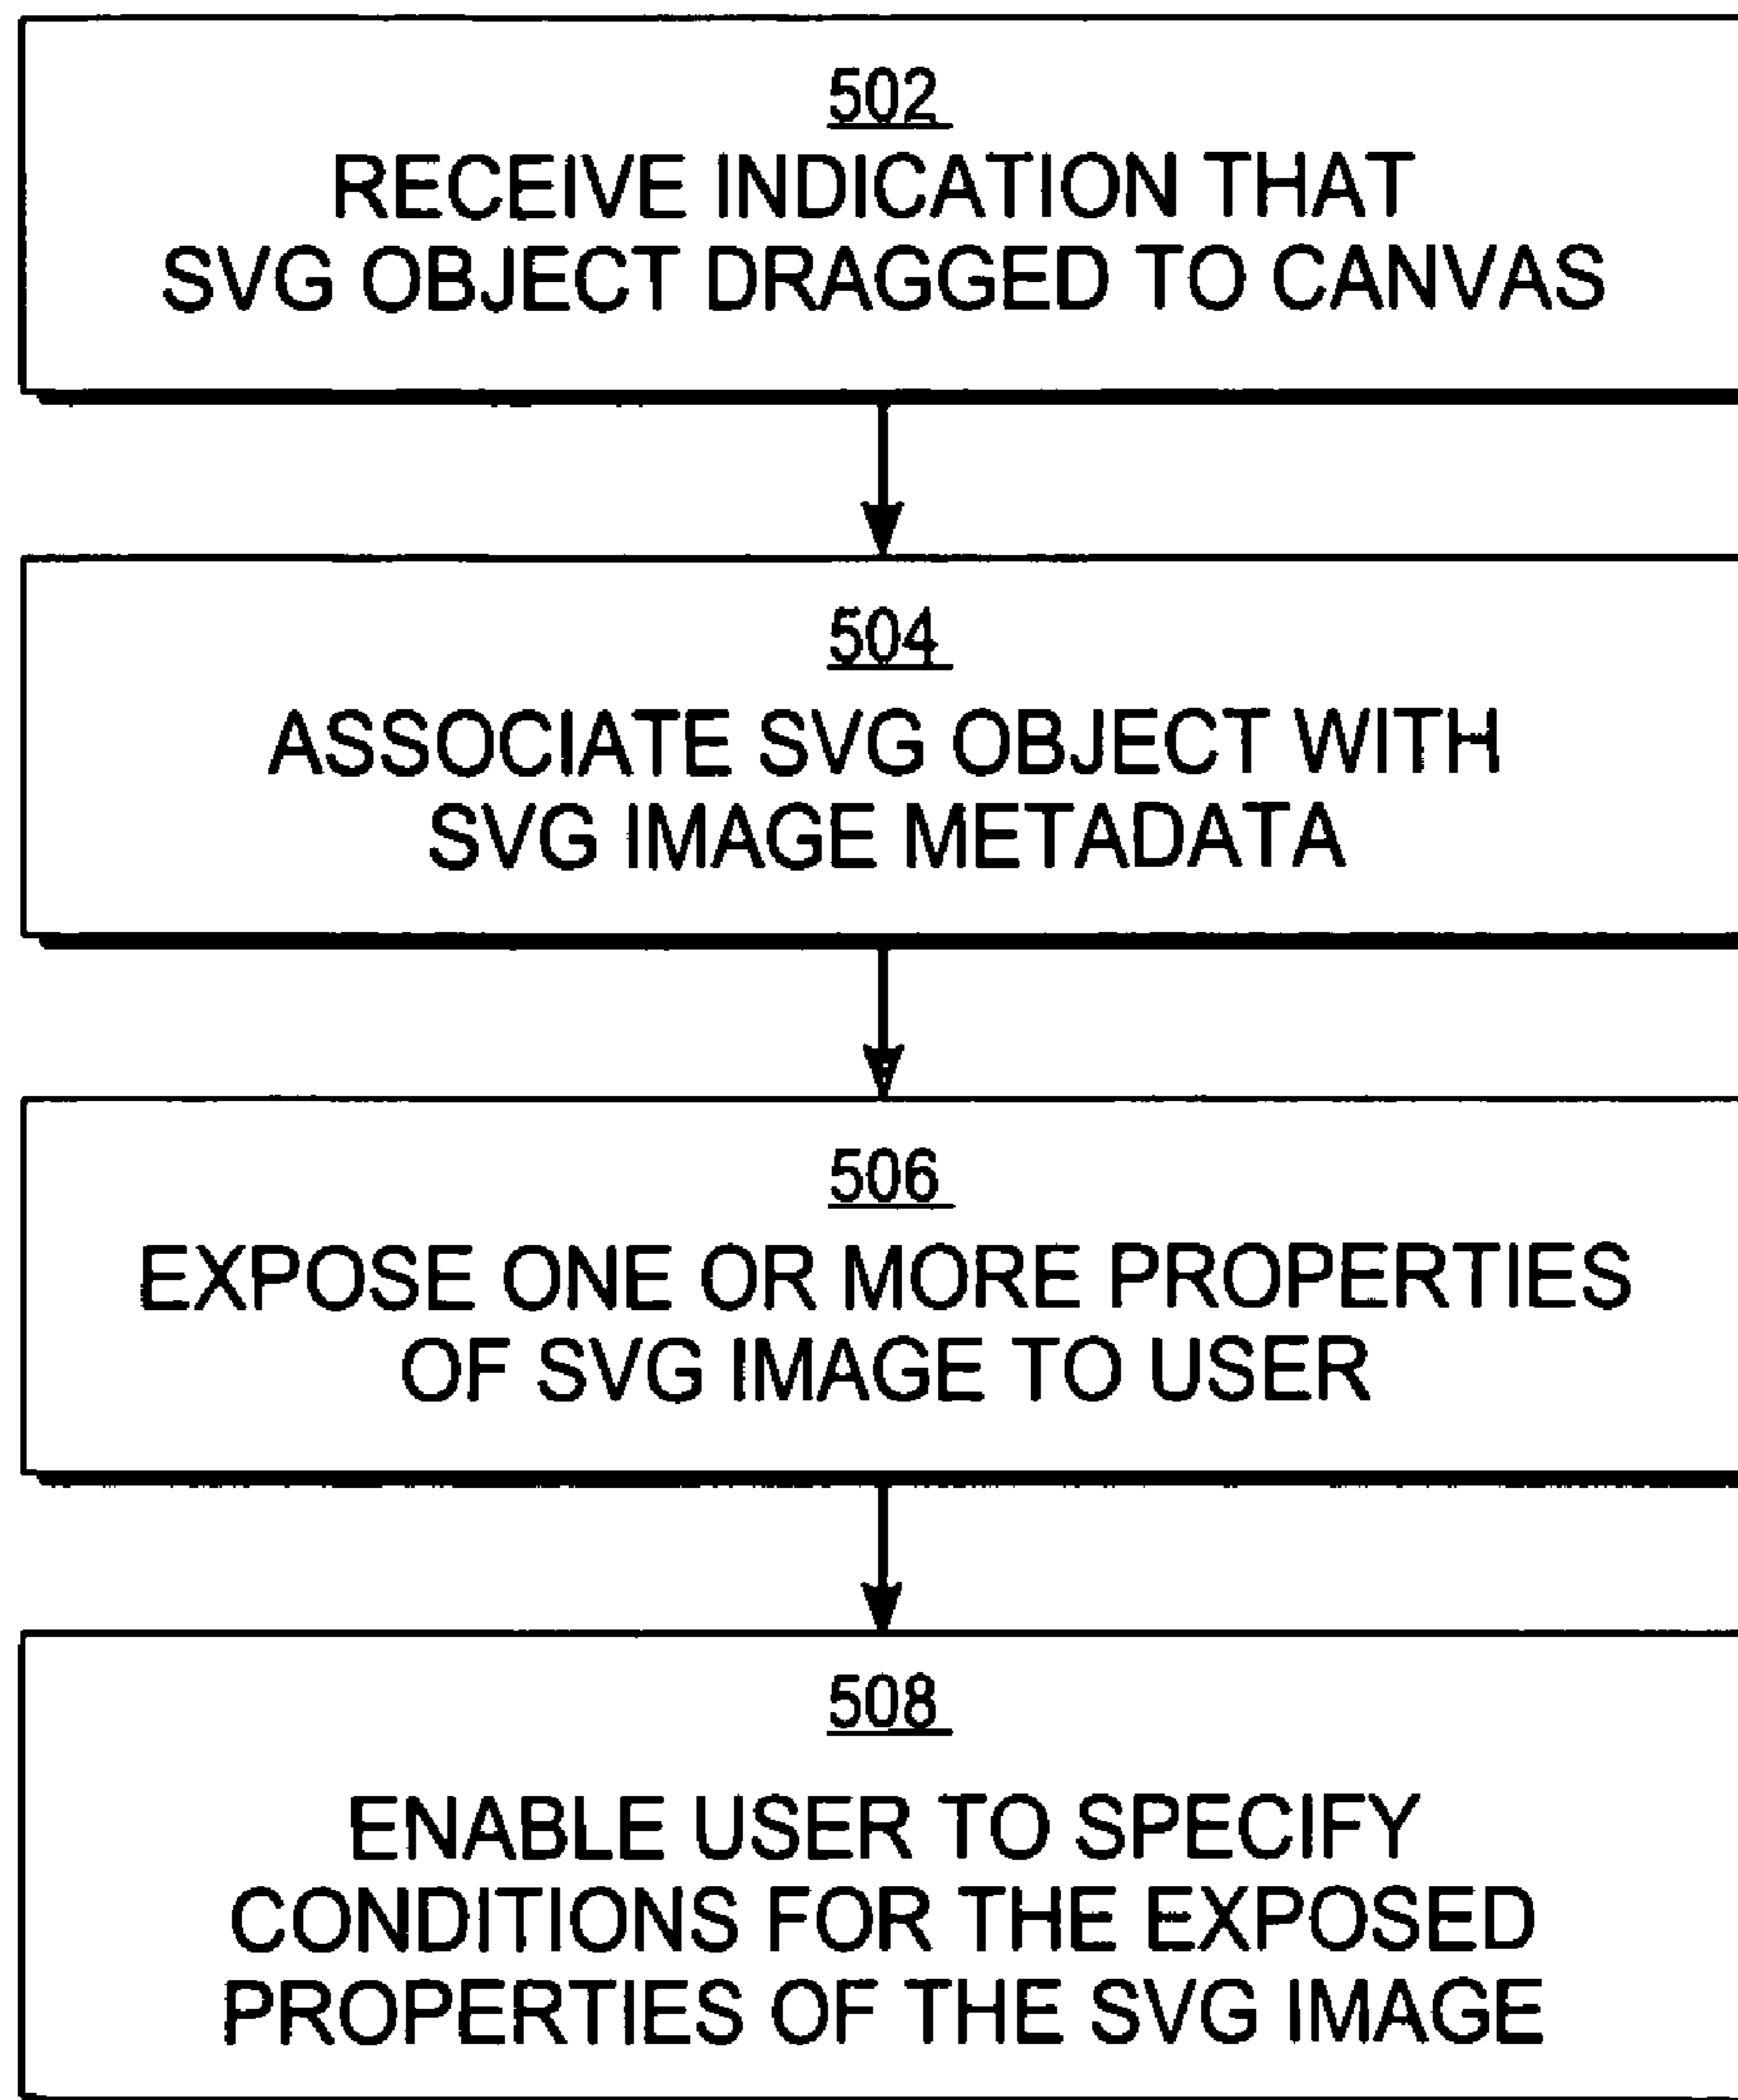 502
RECEIVE INDICATION THAT
SVG OBJECT DRAGGED TO CANVAS
504
ASSOCIATE SVG OBJECT WITH
SVG IMAGE METADATA
506
EXPOSE ONE OR MORE PROPERTIES
OF SVG IMAGE TO USER
508
ENABLE USER TO SPECIFY
CONDITIONS FOR THE EXPOSED
PROPERTIES OF THE SVG IMAGE